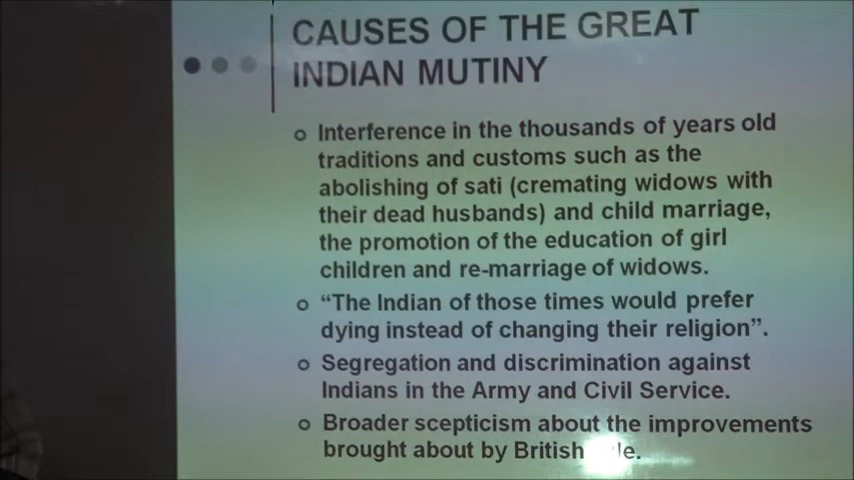 CAUSES OF THE GREAT
INDIAN MUTINY
Interference in the thousands of years old
traditions and customs such as the
abolishing of sati (cremating widows with
their dead husbands) and child marriage,
the promotion of the education of girl
children and re-marriage of widows.
“The Indian of those times would prefer
dying instead of changing their religion”.
Segregation and discrimination against
Indians in the Army and Civil Service.
Broader scepticism about the improvements
brought about by British